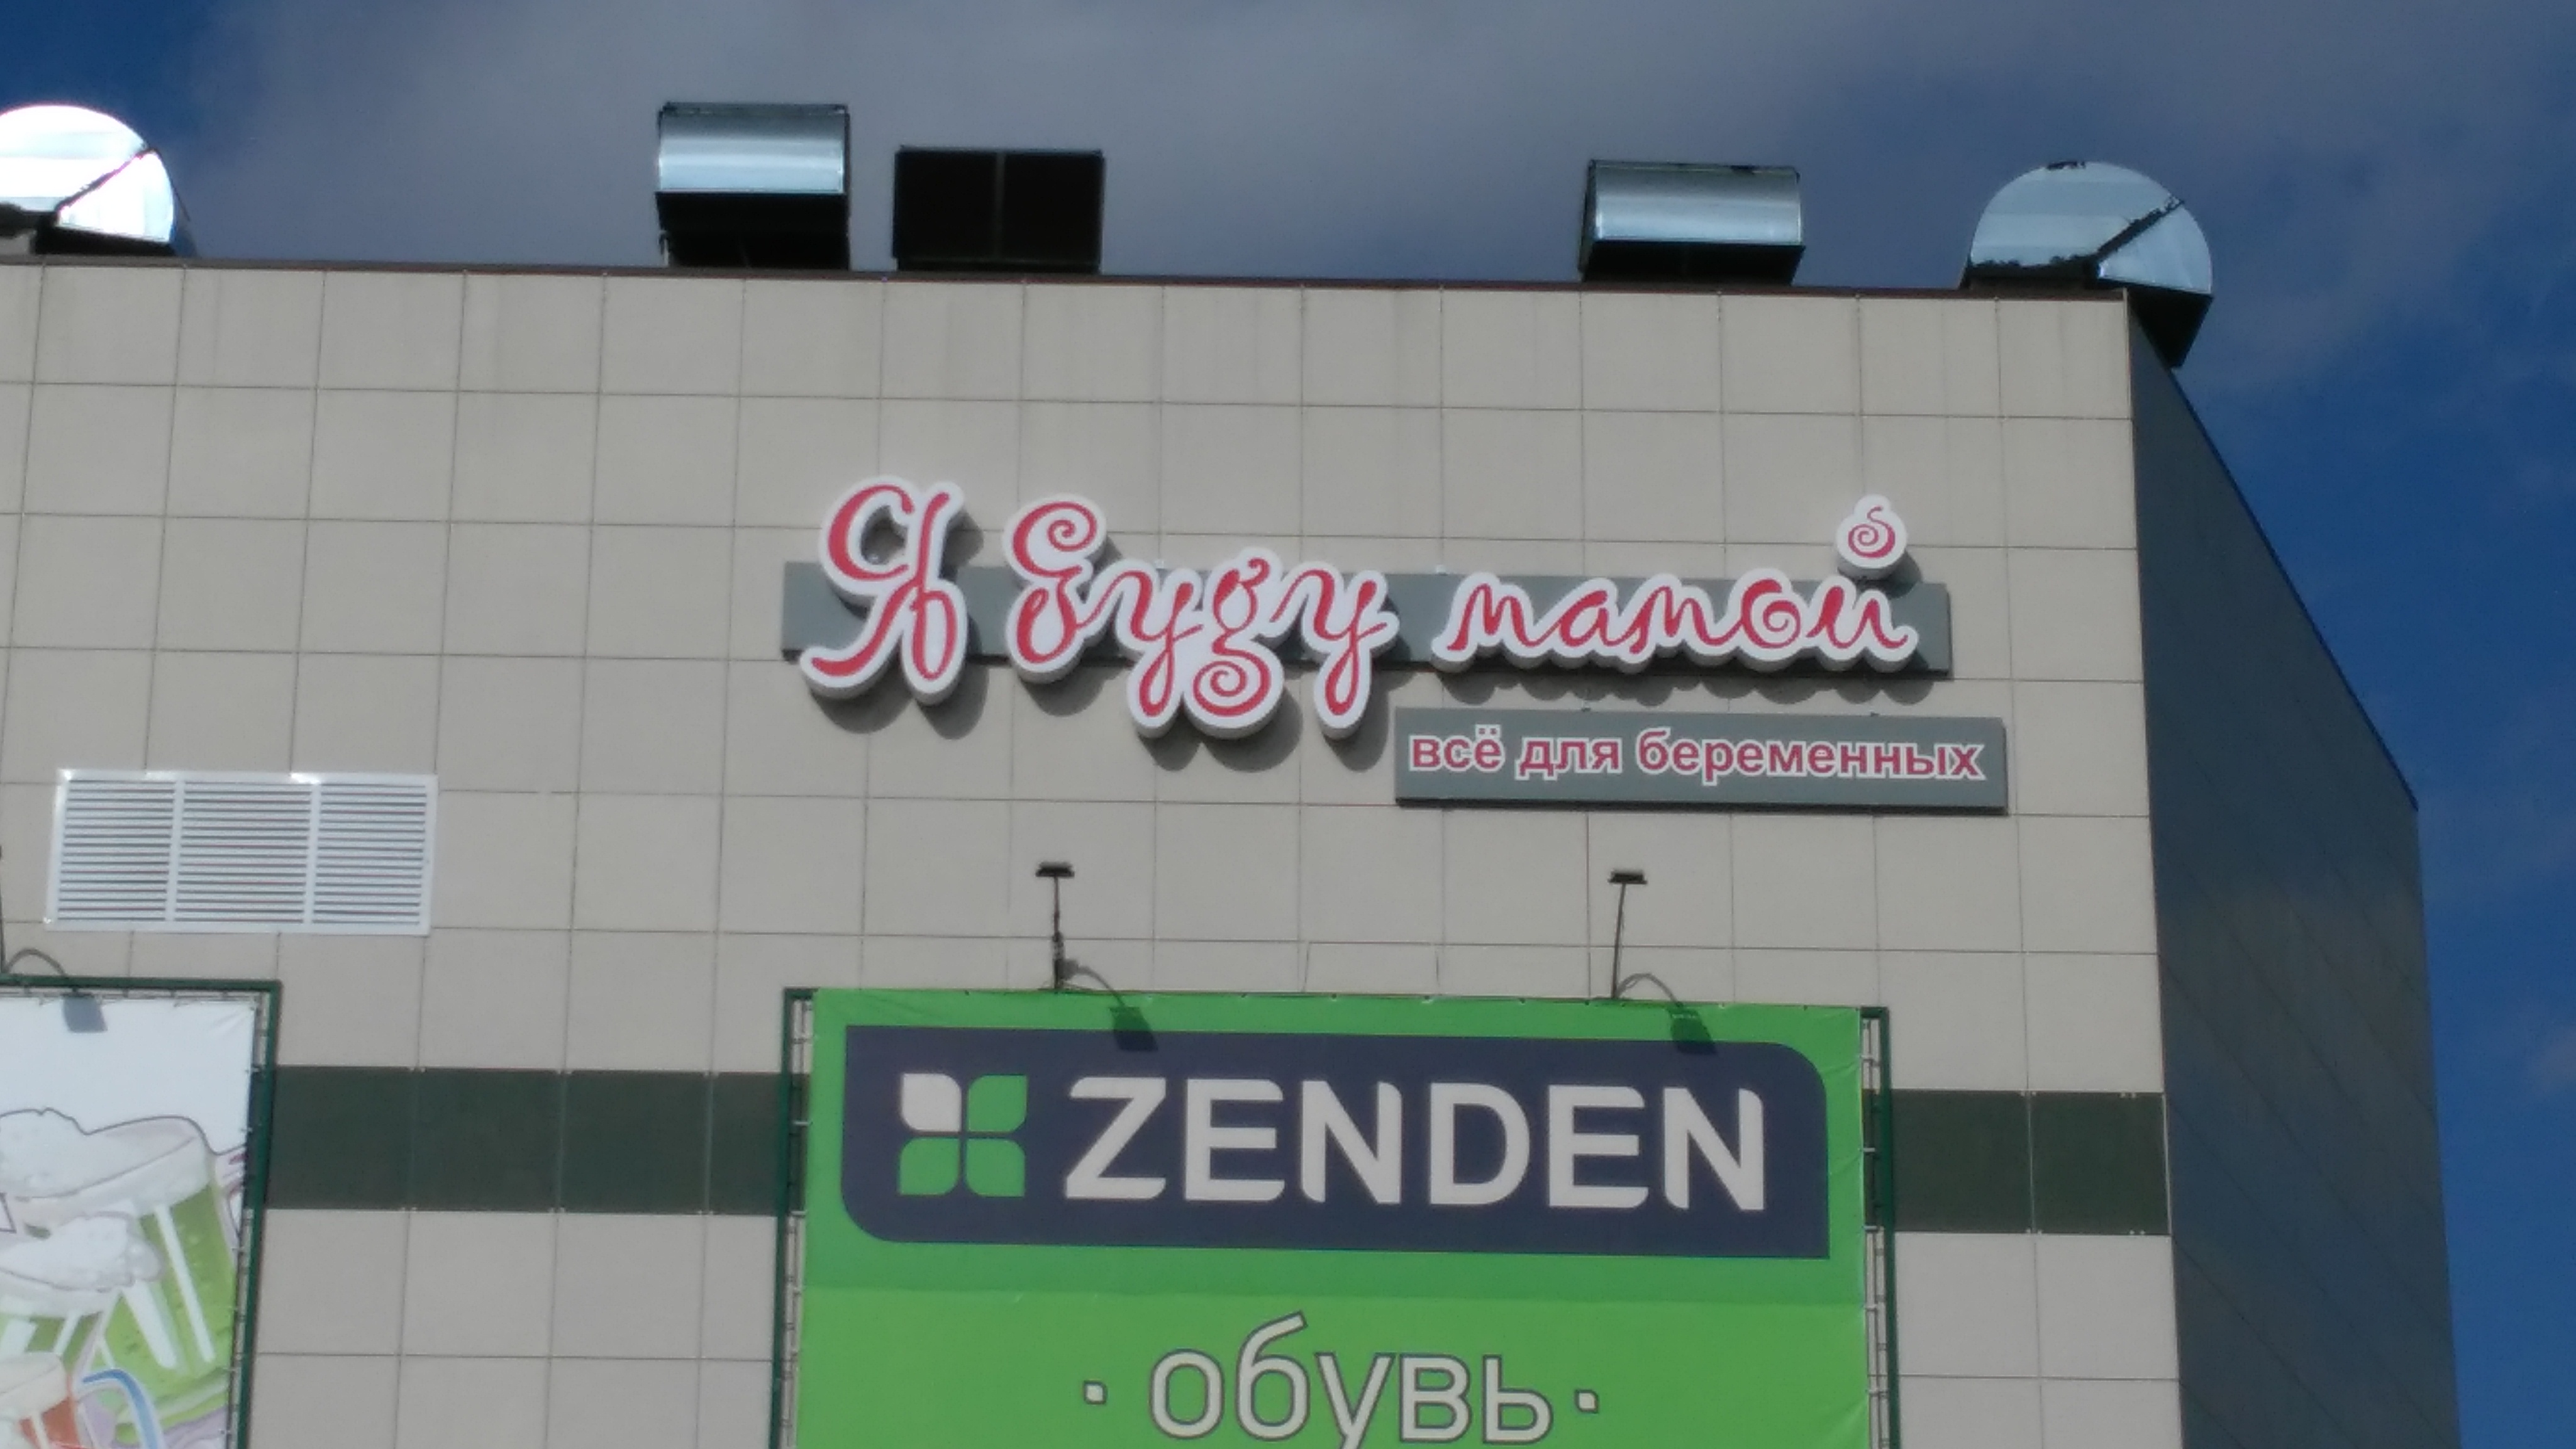 Я буду мамой
всё для беременных
ZENDEN
· обувь ·